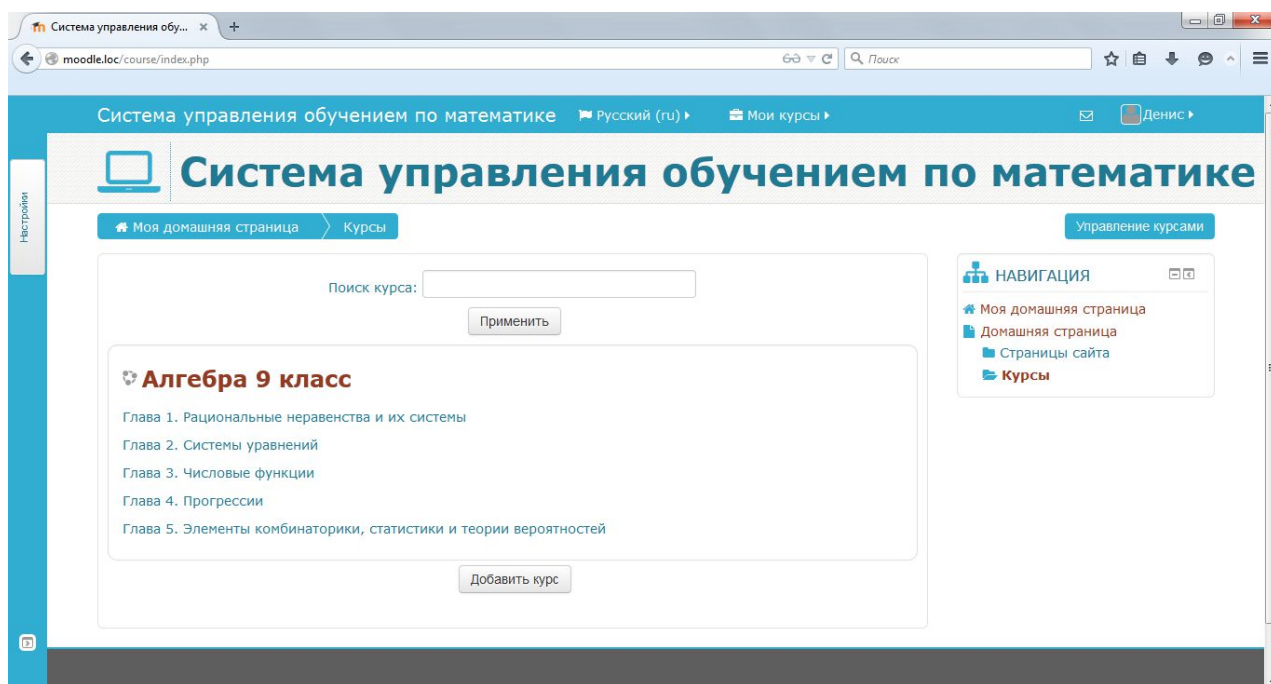 Система управления обу...
moodle.loc/course/index.php
Поиск
Система управления обучением по математике Русский (ru) Мои курсы Денис
Система управления обучением по математике
Настройки
Моя домашняя страница Курсы Управление курсами
Поиск курса:
Применить
Алгебра 9 класс
Глава 1. Рациональные неравенства и их системы
Глава 2. Системы уравнений
Глава 3. Числовые функции
Глава 4. Прогрессии
Глава 5. Элементы комбинаторики, статистики и теории вероятностей
Добавить курс
НАВИГАЦИЯ
Моя домашняя страница
Домашняя страница
Страницы сайта
Курсы